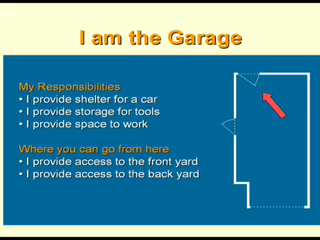 I am the Garage
My Responsibilities
• I provide shelter for a car
• I provide storage for tools
• I provide space to work
Where you can go from here
• I provide access to the front yard
• I provide access to the back yard